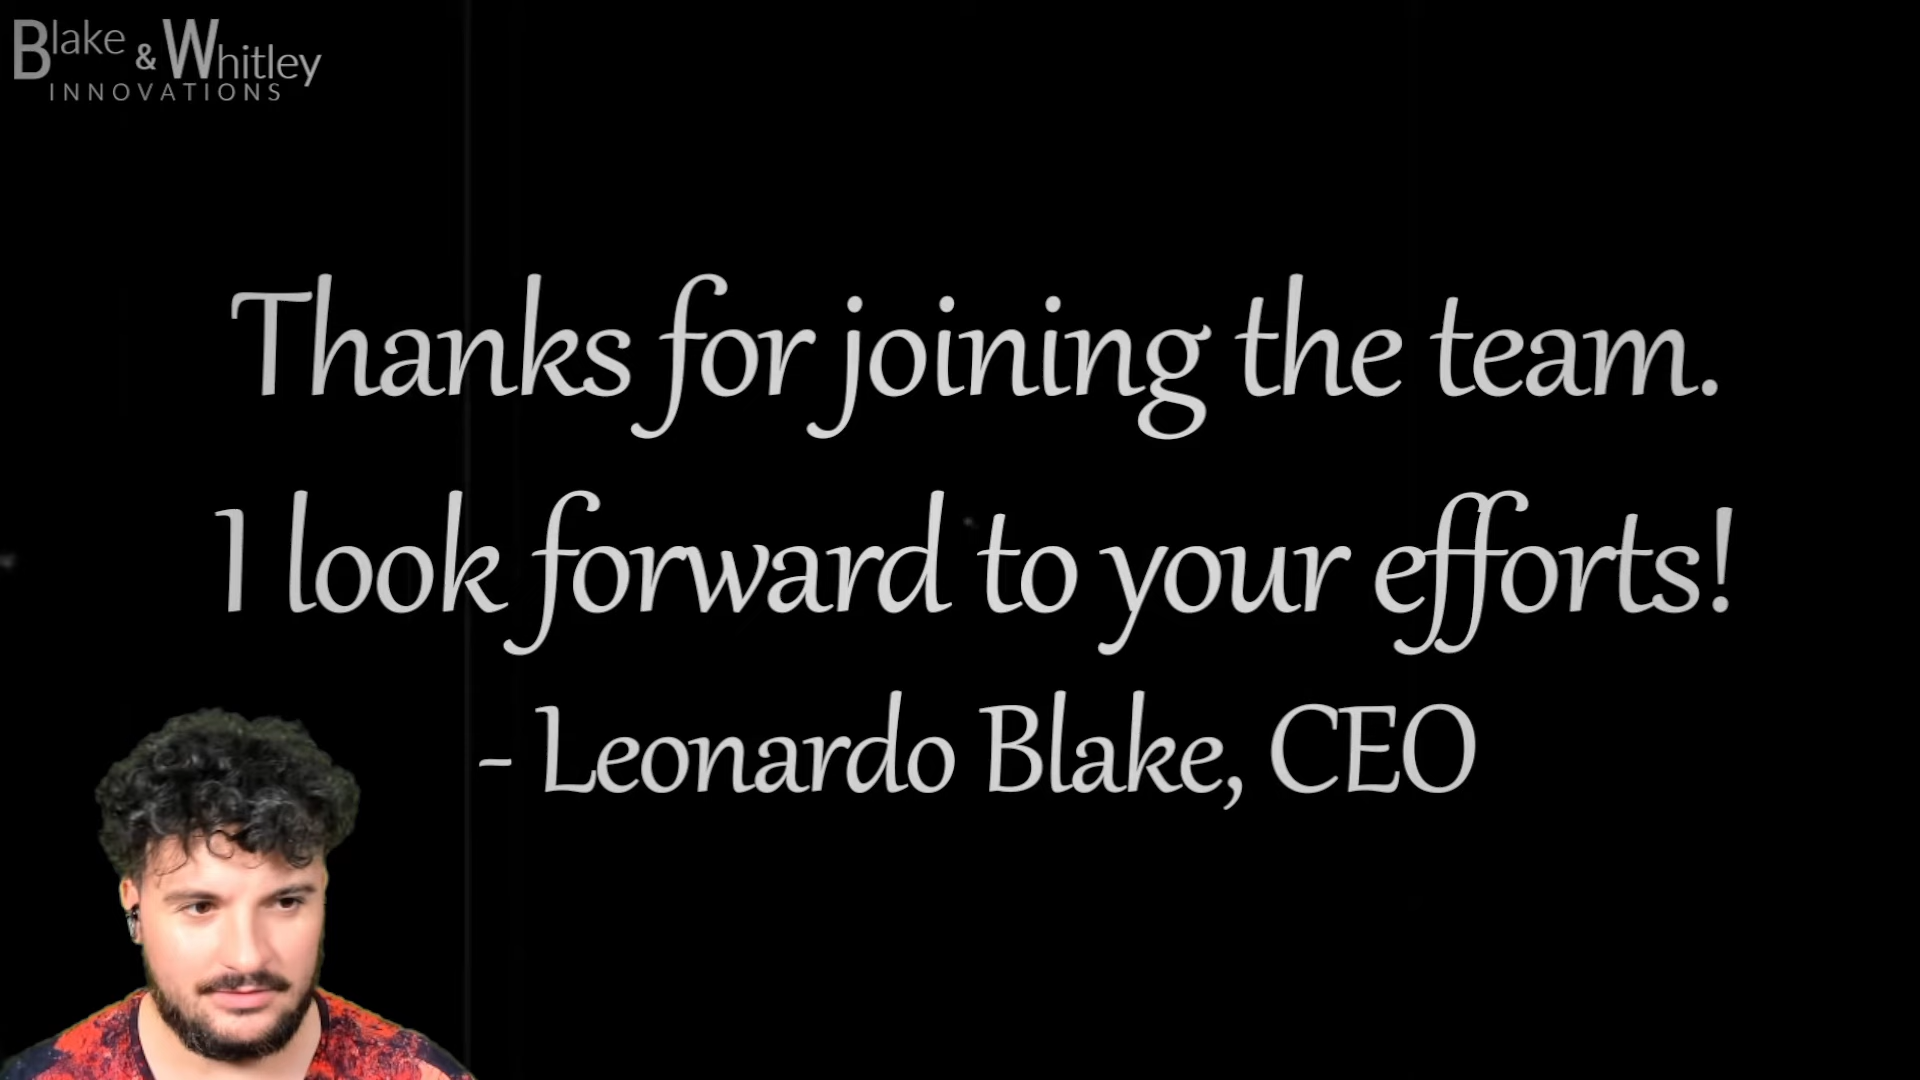 Blake & Whitley
INNOVATIONS
Thanks for joining the team.
I look forward to your efforts!
- Leonardo Blake, CEO